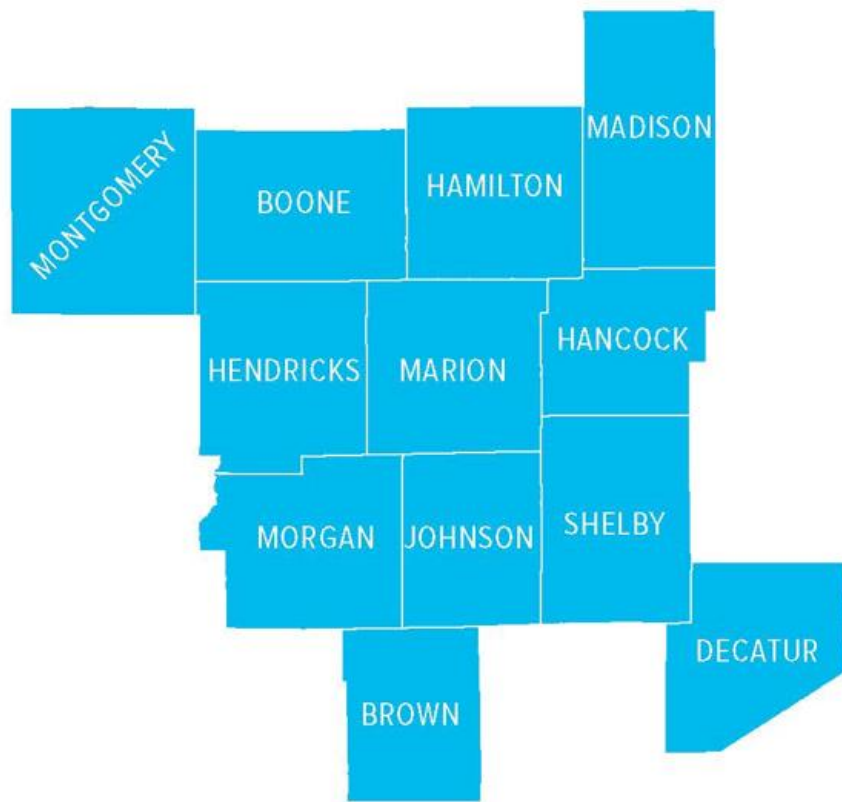 MADISON
MONTGOMERY
BOONE
HAMILTON
HENDRICKS
MARION
HANCOCK
MORGAN
JOHNSON
SHELBY
DECATUR
BROWN